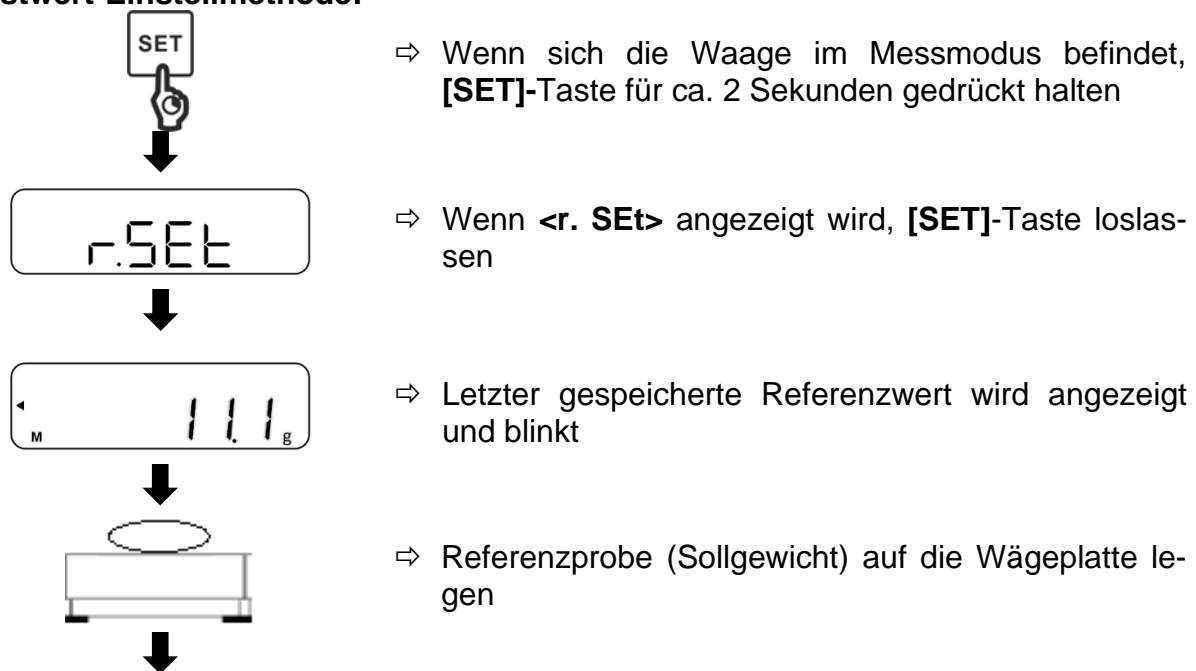 SET
Wenn sich die Waage im Messmodus befindet,
[SET]-Taste für ca. 2 Sekunden gedrückt halten
r.SEt
Wenn <r. SEt> angezeigt wird, [SET]-Taste loslas-
sen
M 11.1 g
Letzter gespeicherte Referenzwert wird angezeigt
und blinkt
Referenzprobe (Sollgewicht) auf die Wägeplatte le-
gen